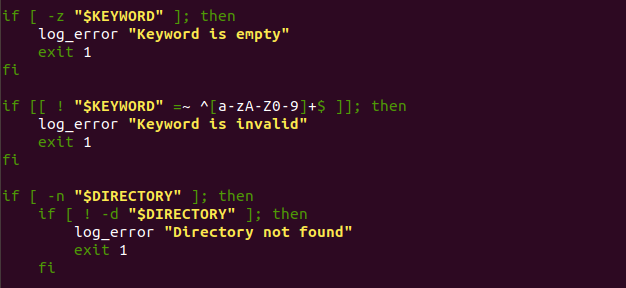 if [ -z "$KEYWORD" ]; then
    log_error "Keyword is empty"
    exit 1
fi

if [[ ! "$KEYWORD" =~ ^[a-zA-Z0-9]+$ ]]; then
    log_error "Keyword is invalid"
    exit 1
fi

if [ -n "$DIRECTORY" ]; then
    if [ ! -d "$DIRECTORY" ]; then
        log_error "Directory not found"
        exit 1
    fi